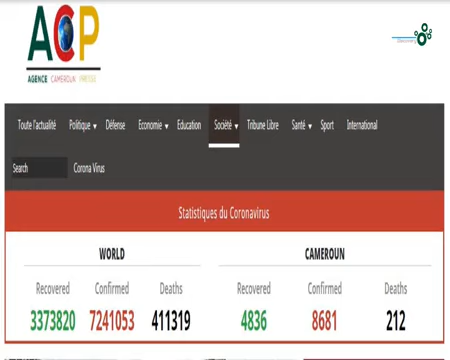 ACP
AGENCE CAMEROUN PRESSE
Toute l'actualité Politique ▾ Défense Economie ▾ Education Société ▾ Tribune Libre Santé ▾ Sport International
Search Corona Virus
Statistiques du Coronavirus
WORLD CAMEROUN
Recovered Confirmed Deaths Recovered Confirmed Deaths
3373820 7241053 411319 4836 8681 212